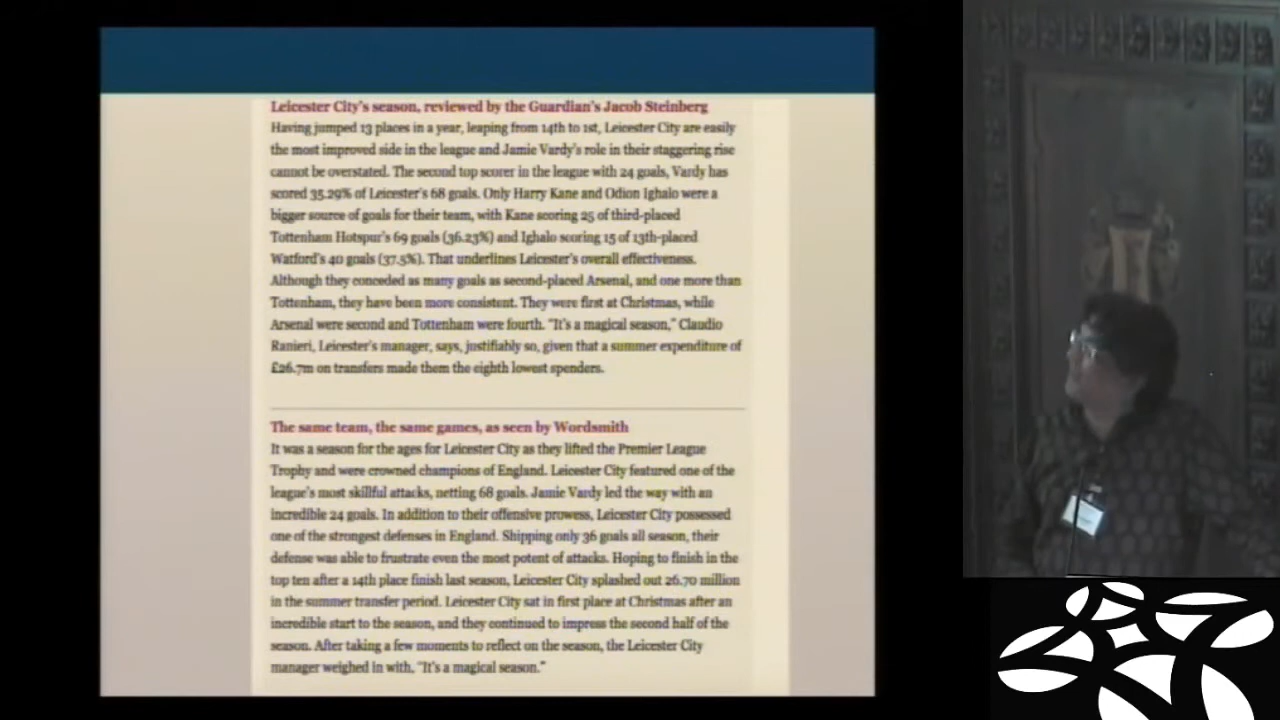 Leicester City's season, reviewed by the Guardian's Jacob Steinberg
Having jumped 13 places in a year, leaping from 14th to 1st, Leicester City are easily
the most improved side in the league and Jamie Vardy's role in their staggering rise
cannot be overstated. The second top scorer in the league with 24 goals, Vardy has
scored 35.29% of Leicester's 68 goals. Only Harry Kane and Odion Ighalo were a
bigger source of goals for their team, with Kane scoring 25 of third-placed
Tottenham Hotspur's 69 goals (36.23%) and Ighalo scoring 15 of 13th-placed
Watford's 40 goals (37.5%). That underlines Leicester's overall effectiveness.
Although they conceded as many goals as second-placed Arsenal, and one more than
Tottenham, they have been more consistent. They were first at Christmas, while
Arsenal were second and Tottenham were fourth. "It's a magical season," Claudio
Ranieri, Leicester's manager, says, justifiably so, given that a summer expenditure of
£26.7m on transfers made them the eighth lowest spenders.
The same team, the same games, as seen by Wordsmith
It was a season for the ages for Leicester City as they lifted the Premier League
Trophy and were crowned champions of England. Leicester City featured one of the
league's most skillful attacks, netting 68 goals. Jamie Vardy led the way with an
incredible 24 goals. In addition to their offensive prowess, Leicester City possessed
one of the strongest defenses in England. Shipping only 36 goals all season, their
defense was able to frustrate even the most potent of attacks. Hoping to finish in the
top ten after a 14th place finish last season, Leicester City splashed out 26.70 million
in the summer transfer period. Leicester City sat in first place at Christmas after an
incredible start to the season, and they continued to impress the second half of the
season. After taking a few moments to reflect on the season, the Leicester City
manager weighed in with, "It's a magical season."